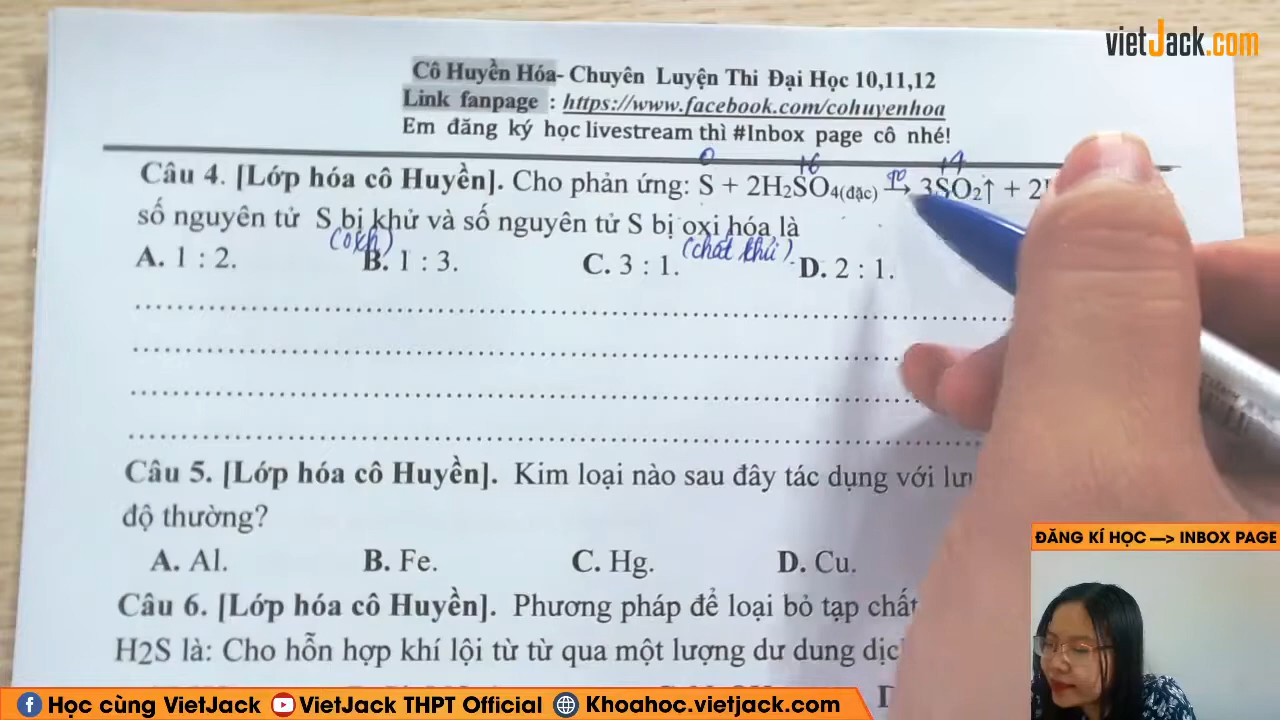 vietJack.com
Cô Huyền Hóa- Chuyên Luyện Thi Đại Học 10,11,12
Link fanpage : https://www.facebook.com/cohuyenhoa
Em đăng ký học livestream thì #Inbox page cô nhé!
0 +6 +4
Câu 4. [Lớp hóa cô Huyền]. Cho phản ứng: S + 2H2SO4(đặc) → 3SO2↑ + 2
số nguyên tử S bị khử và số nguyên tử S bị oxi hóa là
(oxh) (chất khử)
A. 1 : 2. B. 1 : 3. C. 3 : 1. D. 2 : 1.
Câu 5. [Lớp hóa cô Huyền]. Kim loại nào sau đây tác dụng với
độ thường?
A. Al. B. Fe. C. Hg. D. Cu.
Câu 6. [Lớp hóa cô Huyền]. Phương pháp để loại bỏ tạp chất
H2S là: Cho hỗn hợp khí lội từ từ qua một lượng dư dung
ĐĂNG KÍ HỌC —> INBOX PAGE
Học cùng VietJack VietJack THPT Official Khoahoc.vietjack.com